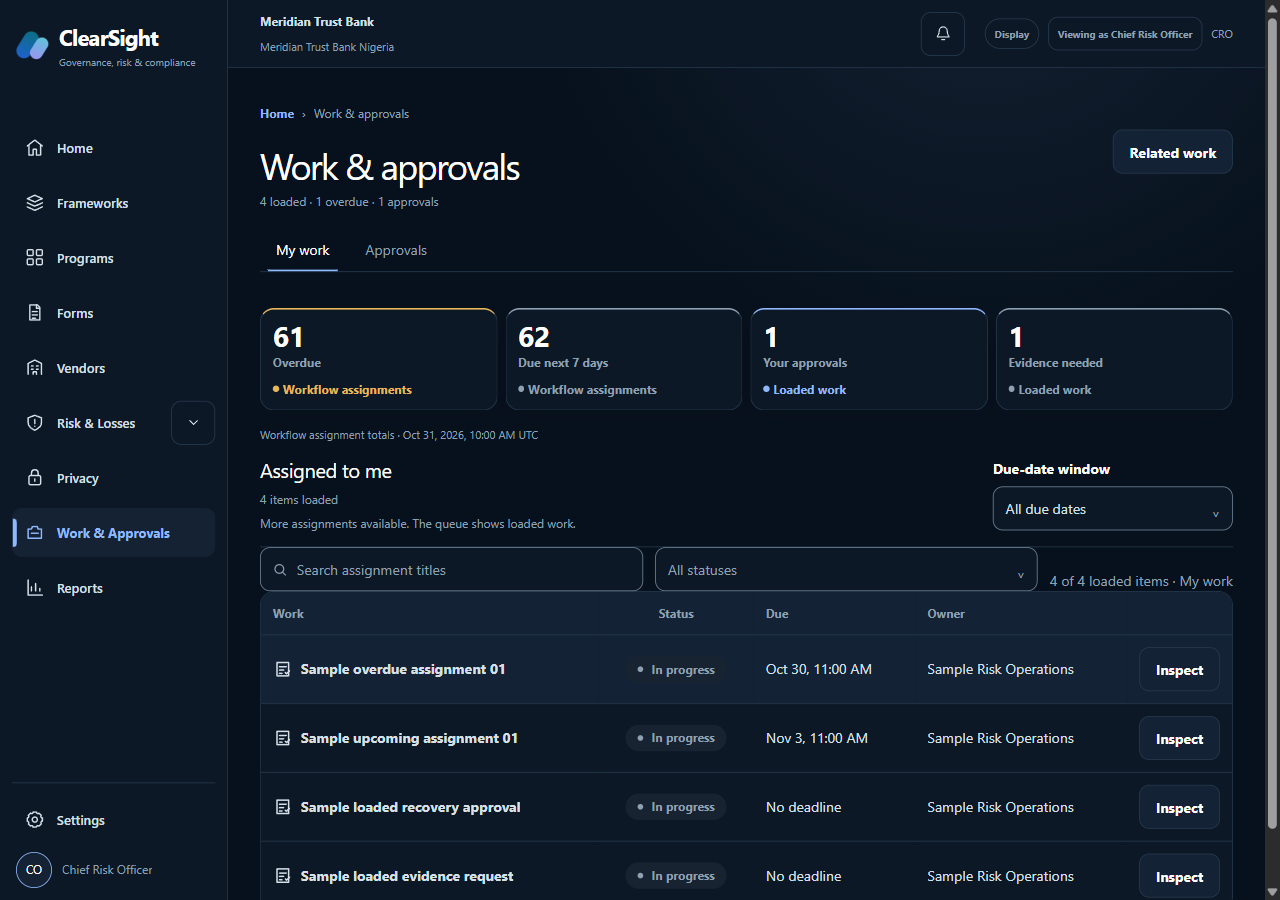 ClearSight
Governance, risk & compliance
Home
Frameworks
Programs
Forms
Vendors
Risk & Losses
Privacy
Work & Approvals
Reports
Settings
CO
Chief Risk Officer
Meridian Trust Bank
Meridian Trust Bank Nigeria
Display
Viewing as Chief Risk Officer
CRO
Home › Work & approvals
Work & approvals
4 loaded · 1 overdue · 1 approvals
Related work
My work
Approvals
61
Overdue
Workflow assignments
62
Due next 7 days
Workflow assignments
1
Your approvals
Loaded work
1
Evidence needed
Loaded work
Workflow assignment totals · Oct 31, 2026, 10:00 AM UTC
Assigned to me
4 items loaded
More assignments available. The queue shows loaded work.
Due-date window
All due dates
Search assignment titles
All statuses
4 of 4 loaded items · My work
Work Status Due Owner
Sample overdue assignment 01 In progress Oct 30, 11:00 AM Sample Risk Operations Inspect
Sample upcoming assignment 01 In progress Nov 3, 11:00 AM Sample Risk Operations Inspect
Sample loaded recovery approval In progress No deadline Sample Risk Operations Inspect
Sample loaded evidence request In progress No deadline Sample Risk Operations Inspect